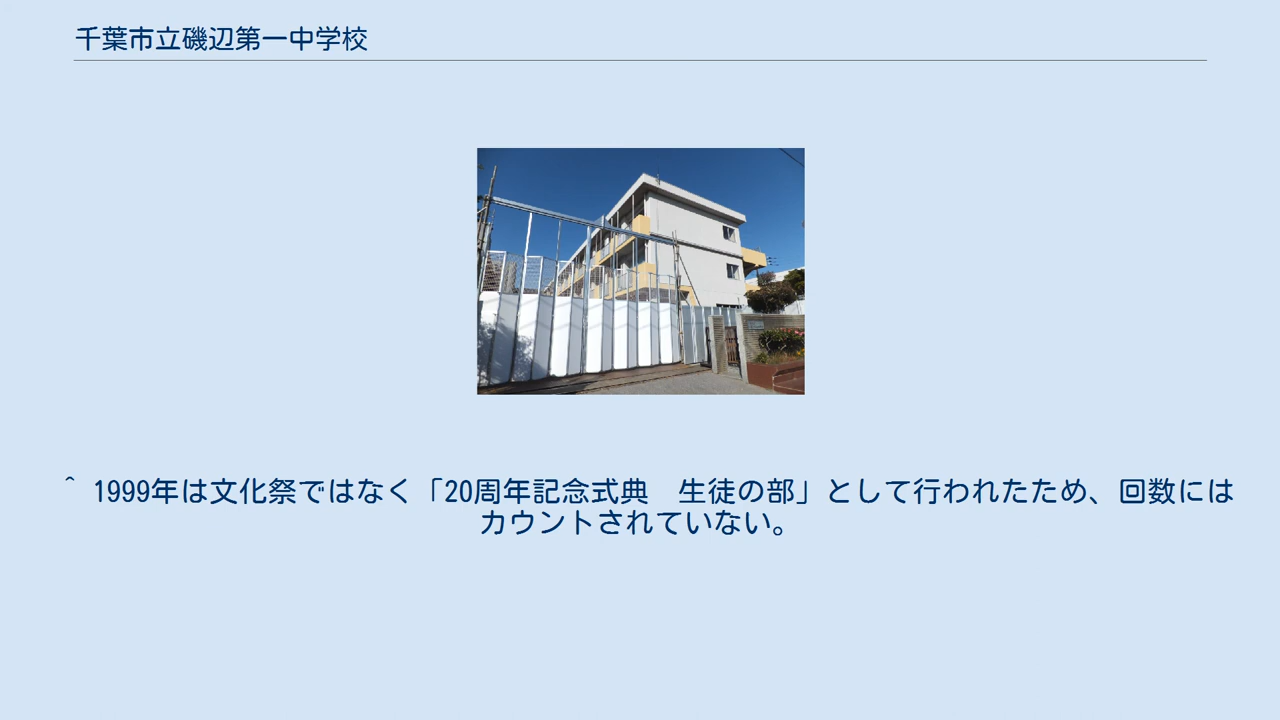 千葉市立磯辺第一中学校
^ 1999年は文化祭ではなく「20周年記念式典　生徒の部」として行われたため、回数には
カウントされていない。